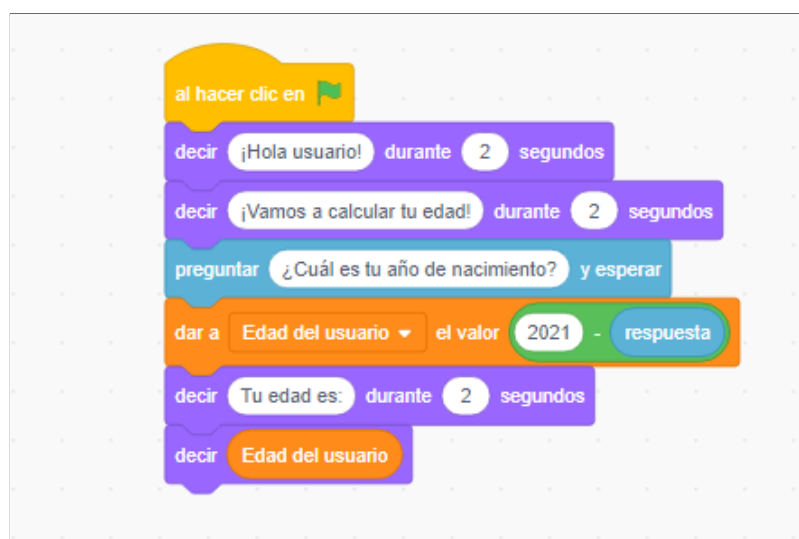 al hacer clic en
decir ¡Hola usuario! durante 2 segundos
decir ¡Vamos a calcular tu edad! durante 2 segundos
preguntar ¿Cuál es tu año de nacimiento? y esperar
dar a Edad del usuario el valor 2021 - respuesta
decir Tu edad es: durante 2 segundos
decir Edad del usuario